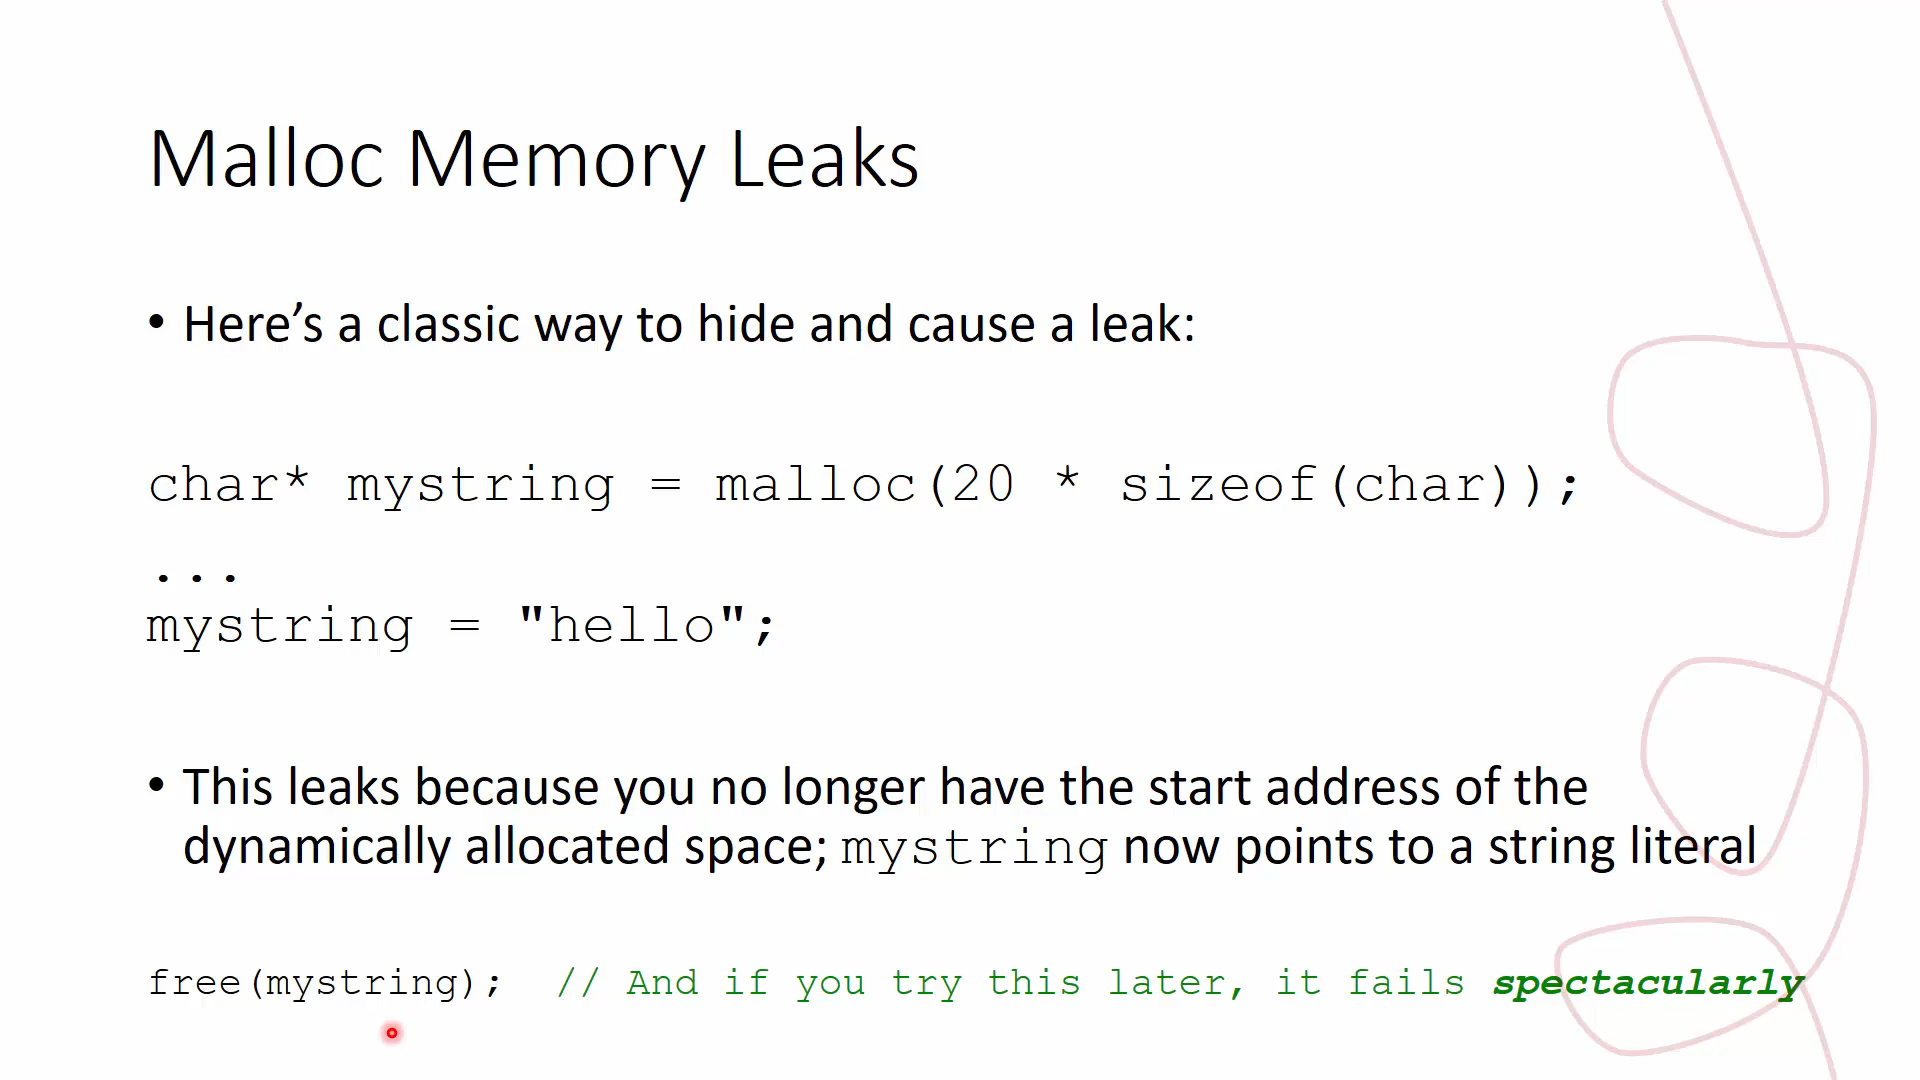 Malloc Memory Leaks
• Here’s a classic way to hide and cause a leak:
char* mystring = malloc(20 * sizeof(char));
...
mystring = "hello";
• This leaks because you no longer have the start address of the
dynamically allocated space; mystring now points to a string literal
free(mystring);  // And if you try this later, it fails spectacularly